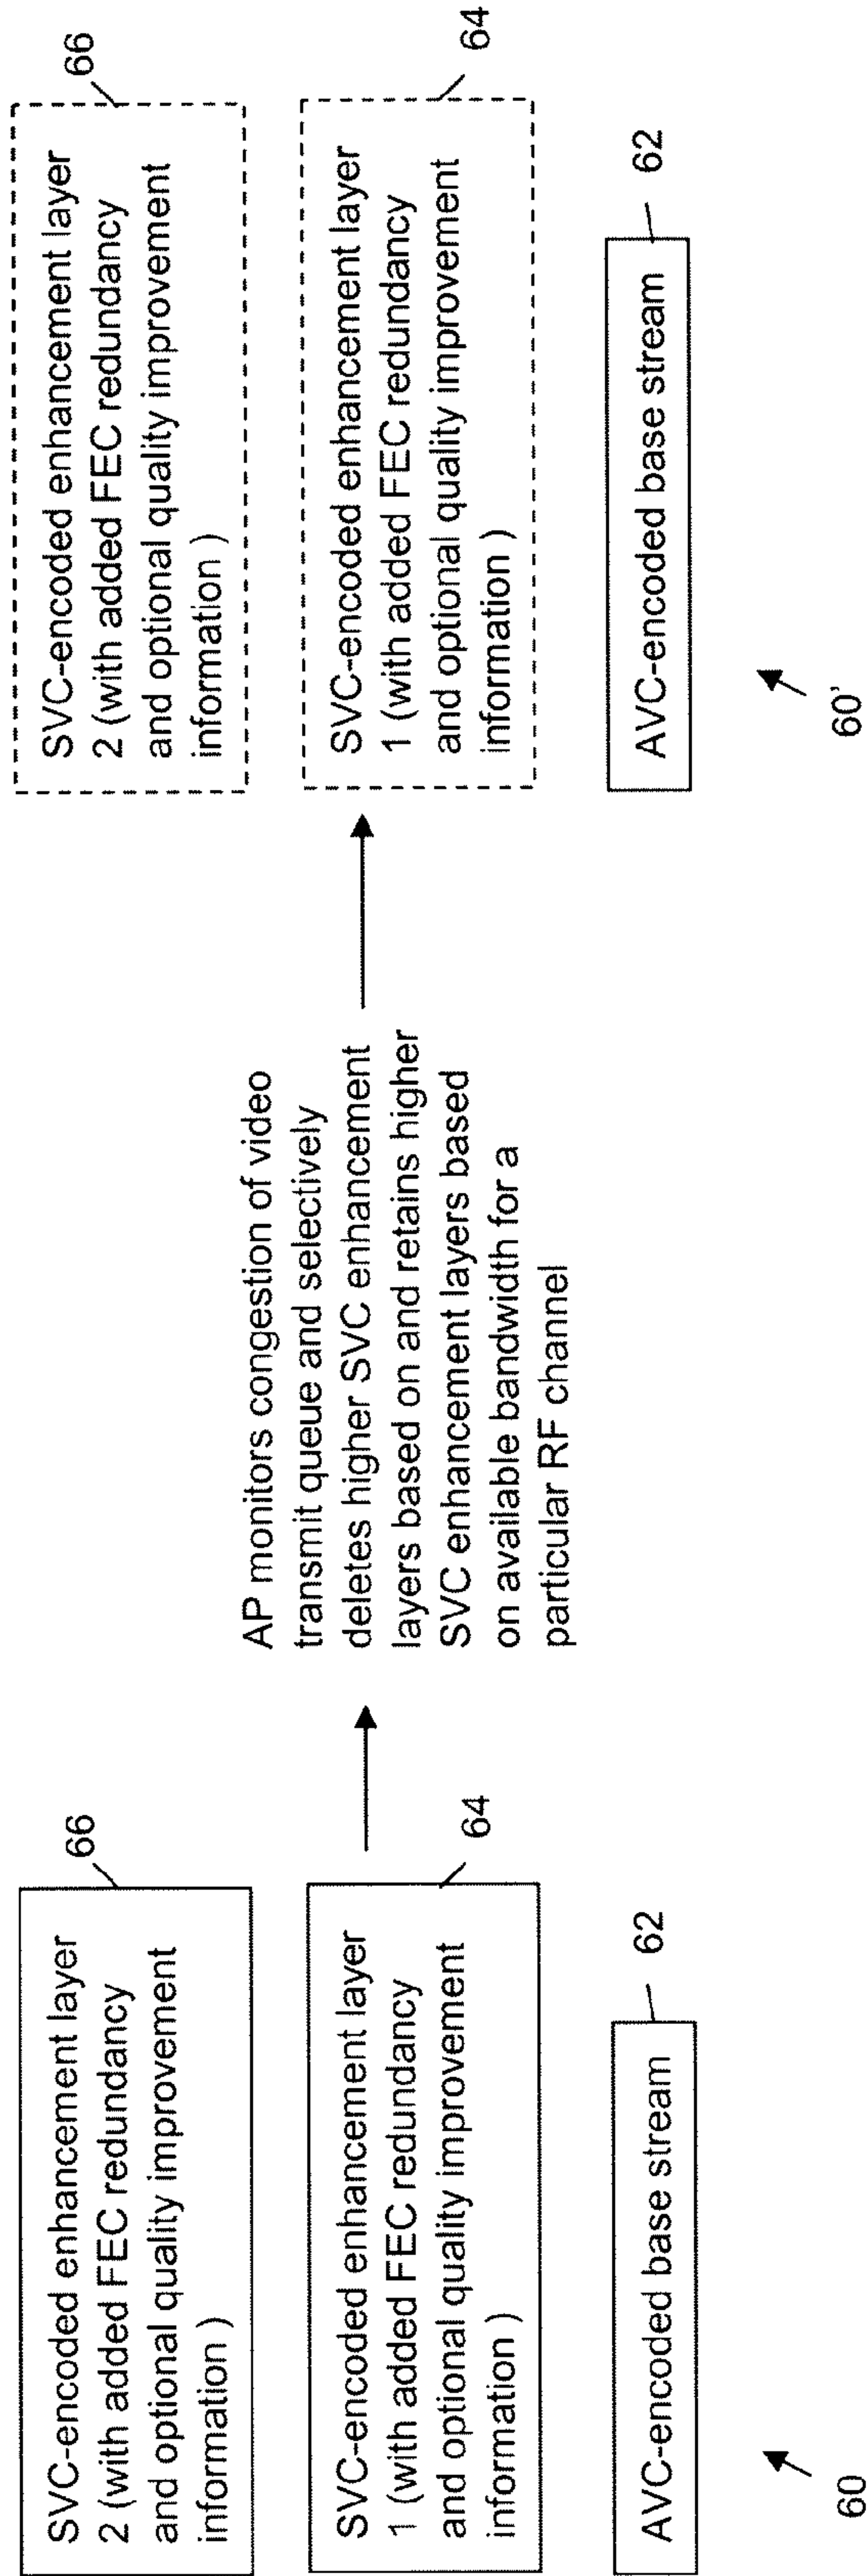 SVC-encoded enhancement layer
2 (with added FEC redundancy
and optional quality improvement
information )
66
SVC-encoded enhancement layer
1 (with added FEC redundancy
and optional quality improvement
information )
64
AVC-encoded base stream
62
60
AP monitors congestion of video
transmit queue and selectively
deletes higher SVC enhancement
layers based on and retains higher
SVC enhancement layers based
on available bandwidth for a
particular RF channel
SVC-encoded enhancement layer
2 (with added FEC redundancy
and optional quality improvement
information )
66
SVC-encoded enhancement layer
1 (with added FEC redundancy
and optional quality improvement
information )
64
AVC-encoded base stream
62
60'